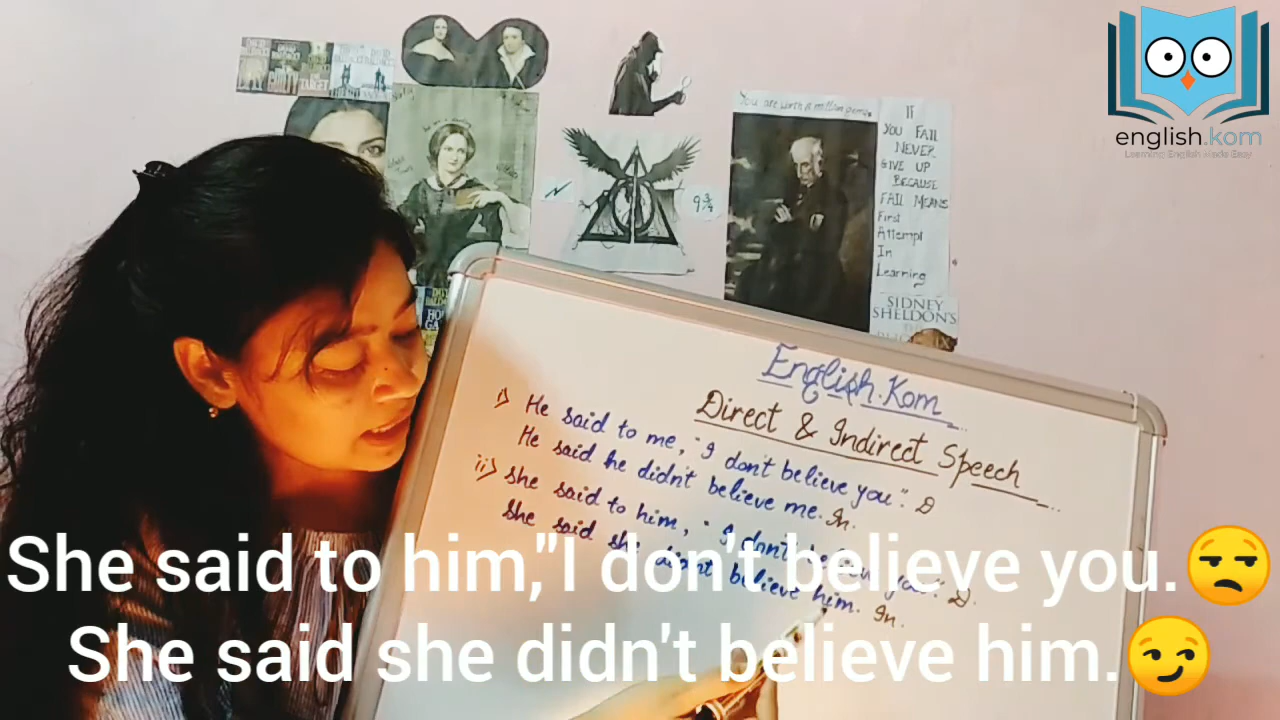 english.kom
Learning English Made Easy
You are worth a million gems.
IF
YOU FAIL
NEVER
GIVE UP
BECAUSE
FAIL MEANS
First
Attempt
In
Learning
9¾
SIDNEY
SHELDON'S
TARGET
English.Kom
Direct & Indirect Speech
i) He said to me, "I don't believe you". D
He said he didn't believe me. In.
ii) She said to him, "I don't believe you". D.
She said she didn't believe him. In.
She said to him,"I don't believe you.😒
She said she didn't believe him.😏